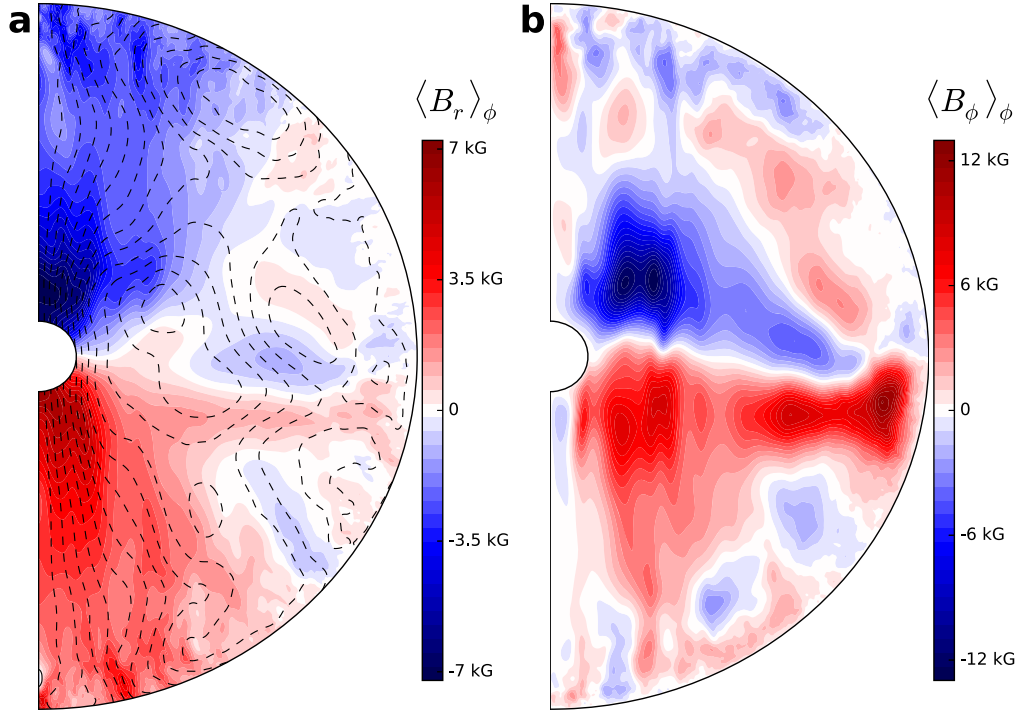 a
⟨B_r⟩_ϕ
7 kG
3.5 kG
0
-3.5 kG
-7 kG
b
⟨B_ϕ⟩_ϕ
12 kG
6 kG
0
-6 kG
-12 kG